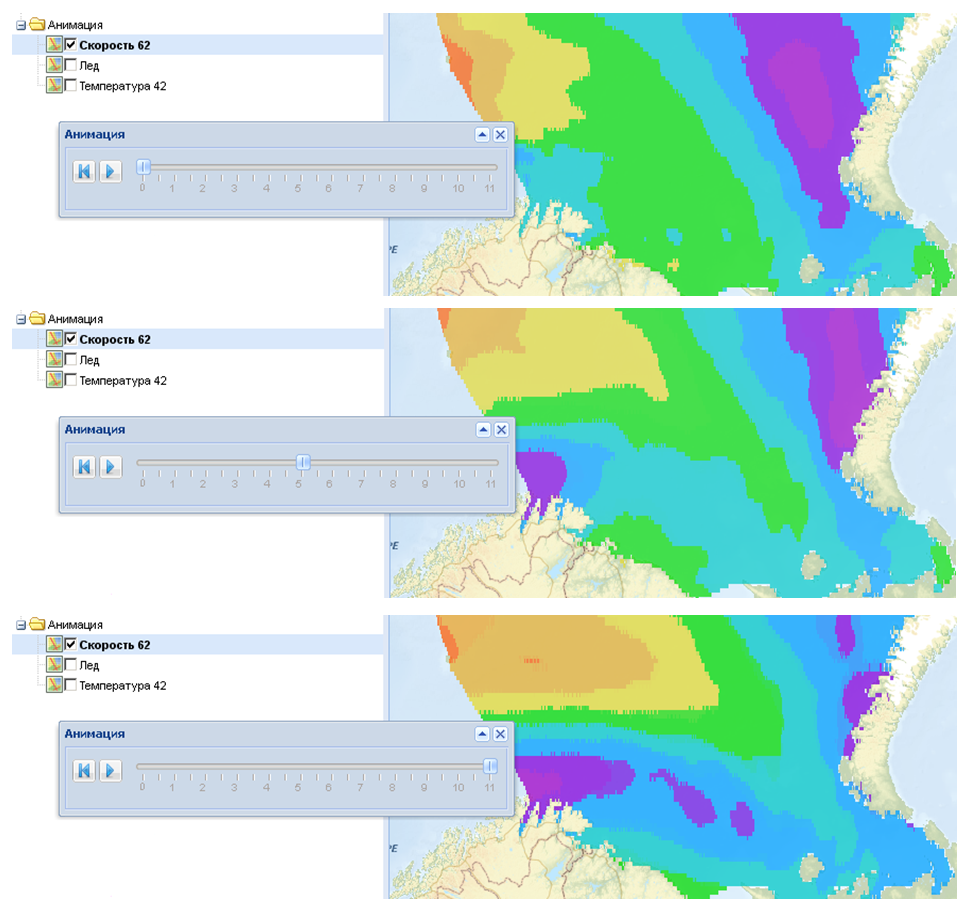 Анимация
Скорость 62
Лед
Температура 42
Анимация
0 1 2 3 4 5 6 7 8 9 10 11
PE
Анимация
Скорость 62
Лед
Температура 42
Анимация
0 1 2 3 4 5 6 7 8 9 10 11
PE
Анимация
Скорость 62
Лед
Температура 42
Анимация
0 1 2 3 4 5 6 7 8 9 10 11
PE